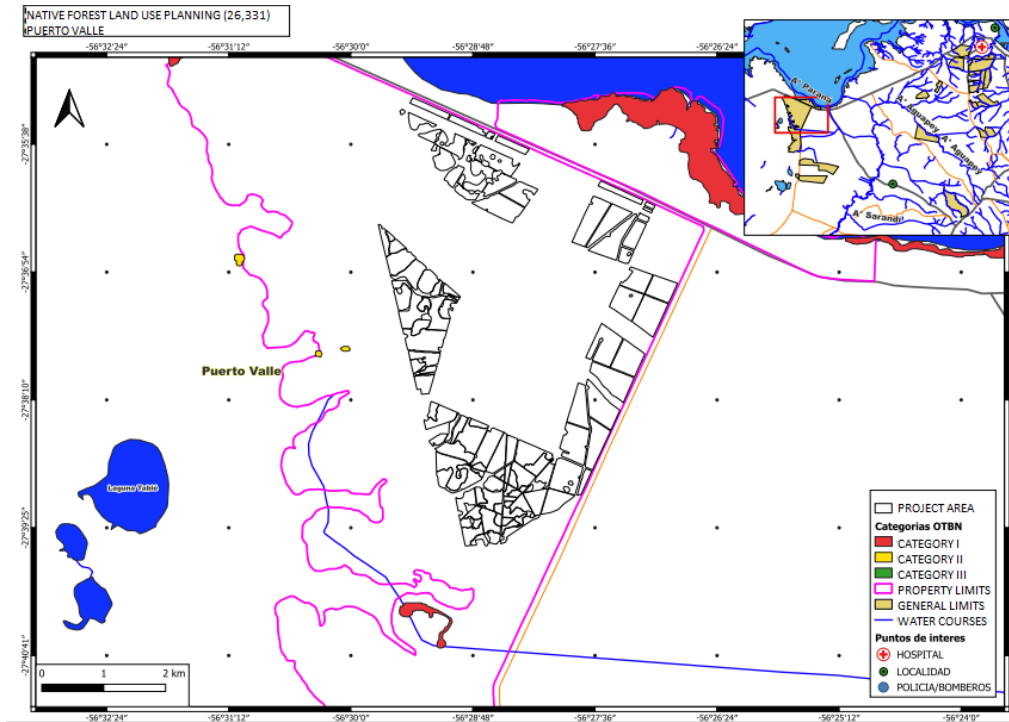 NATIVE FOREST LAND USE PLANNING (26,331)
PUERTO VALLE
-56°32'24" -56°31'12" -56°30'0" -56°28'48" -56°27'36" -56°26'24"
A° Parana
A° Aguapey
A° Aguapey
A° Sarandí
-27°35'38"
-27°36'54"
Puerto Valle
-27°38'10"
Laguna Tablé
-27°39'25"
-27°40'41"
PROJECT AREA
Categorias OTBN
CATEGORY I
CATEGORY II
CATEGORY III
PROPERTY LIMITS
GENERAL LIMITS
WATER COURSES
Puntos de interes
HOSPITAL
LOCALIDAD
POLICIA/BOMBEROS
0 1 2 km
-56°32'24" -56°31'12" -56°30'0" -56°28'48" -56°27'36" -56°26'24" -56°25'12" -56°24'0"